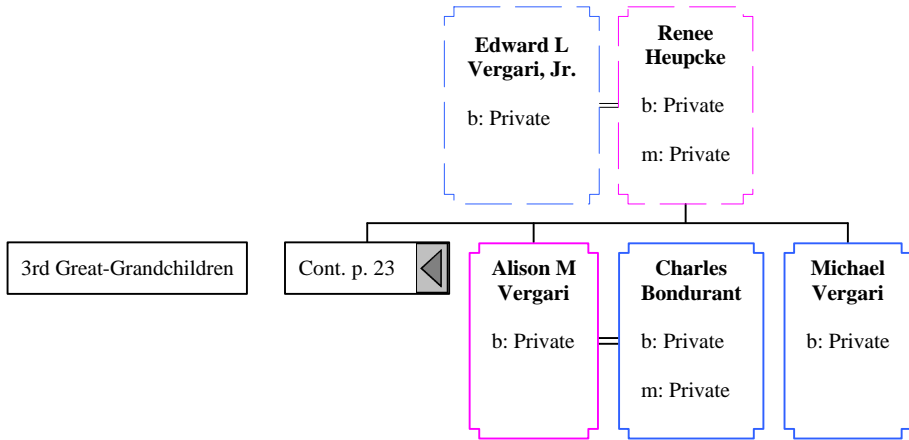 Edward L
Vergari, Jr.
b: Private
Renee
Heupcke
b: Private
m: Private
3rd Great-Grandchildren
Cont. p. 23
Alison M
Vergari
b: Private
Charles
Bondurant
b: Private
m: Private
Michael
Vergari
b: Private